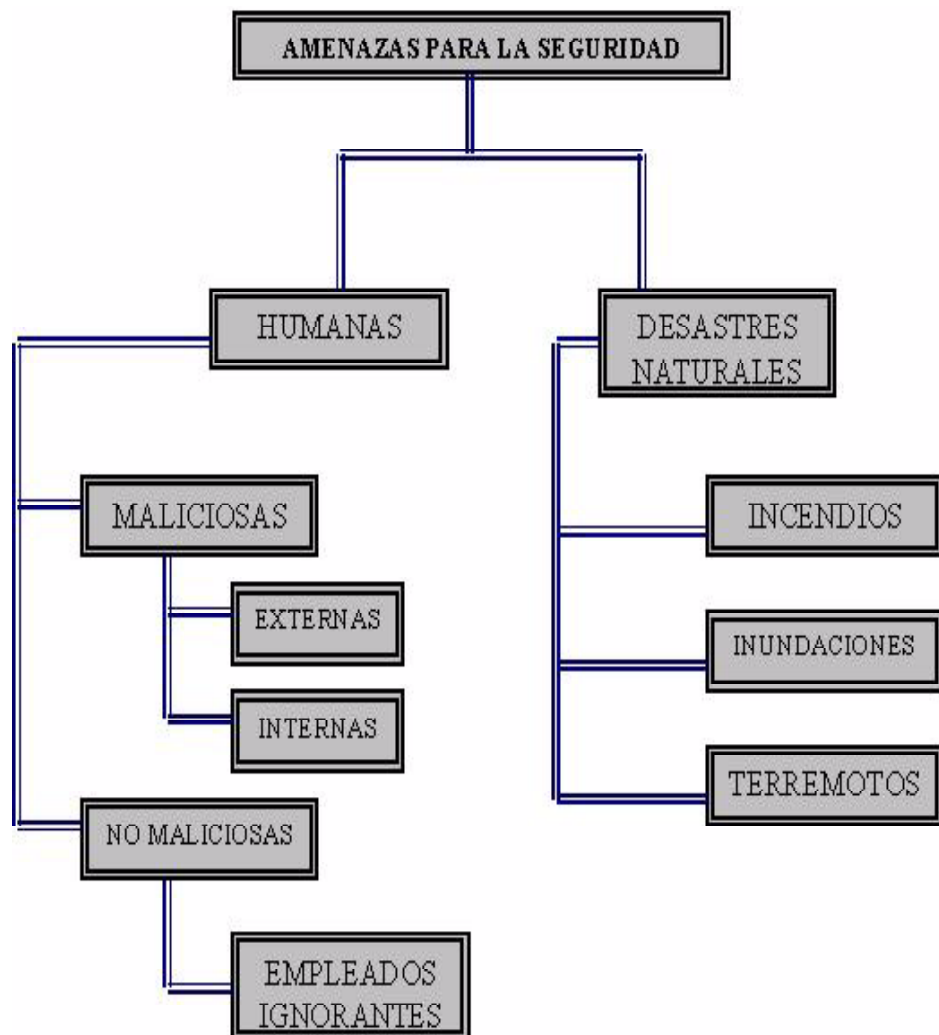 AMENAZAS PARA LA SEGURIDAD
HUMANAS
DESASTRES
NATURALES
MALICIOSAS
EXTERNAS
INTERNAS
NO MALICIOSAS
EMPLEADOS
IGNORANTES
INCENDIOS
INUNDACIONES
TERREMOTOS